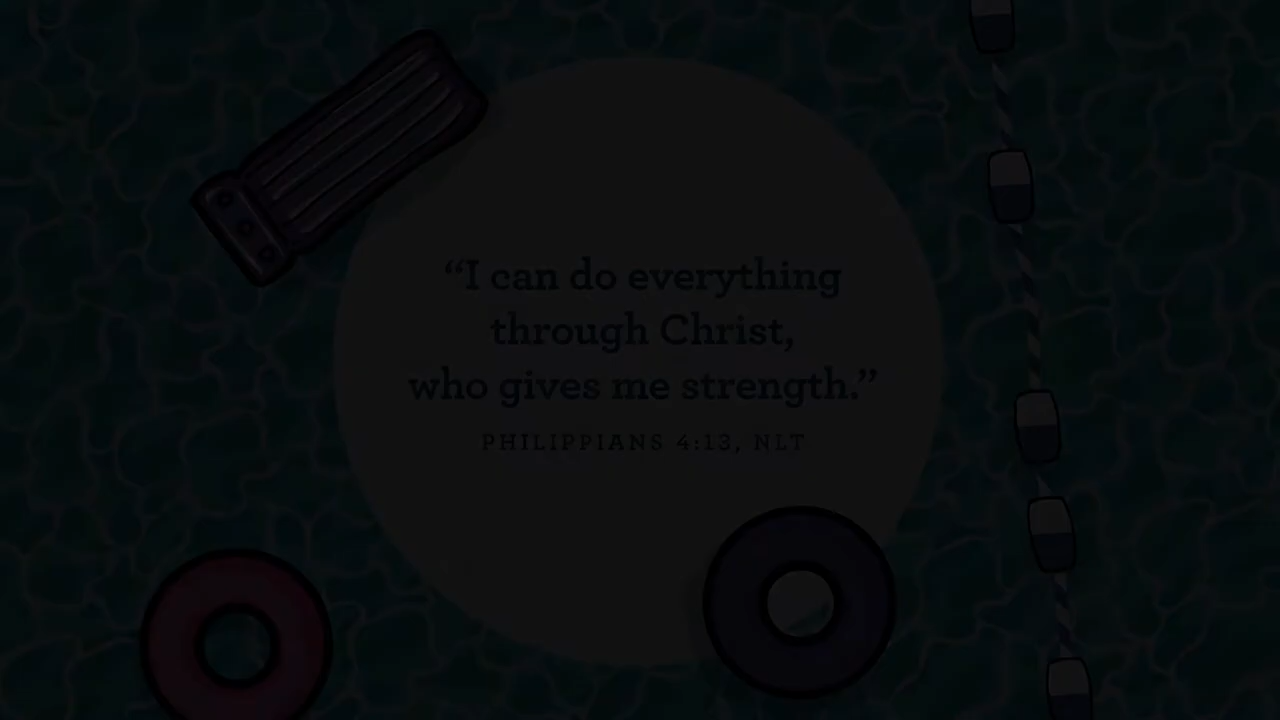 “I can do everything
through Christ,
who gives me strength.”
PHILIPPIANS 4:13, NLT